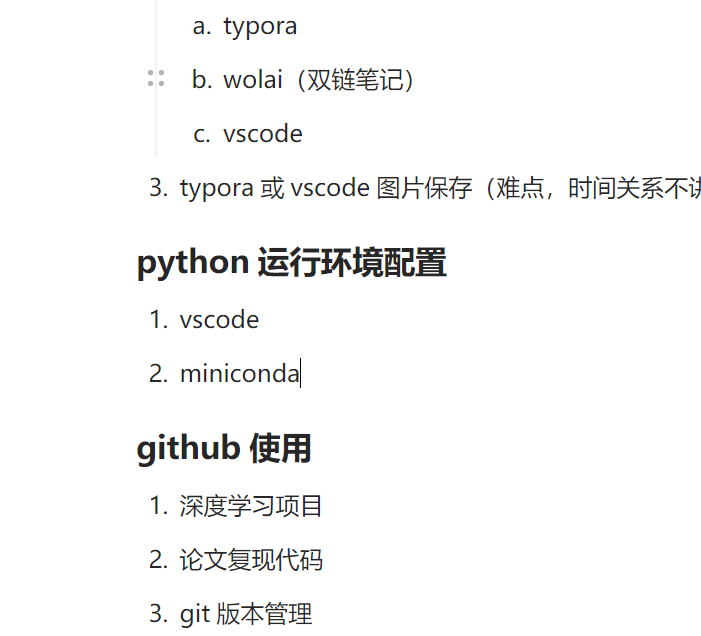 a. typora
b. wolai（双链笔记）
c. vscode
3. typora 或 vscode 图片保存（难点，时间关系不讲
python 运行环境配置
1. vscode
2. miniconda
github 使用
1. 深度学习项目
2. 论文复现代码
3. git 版本管理